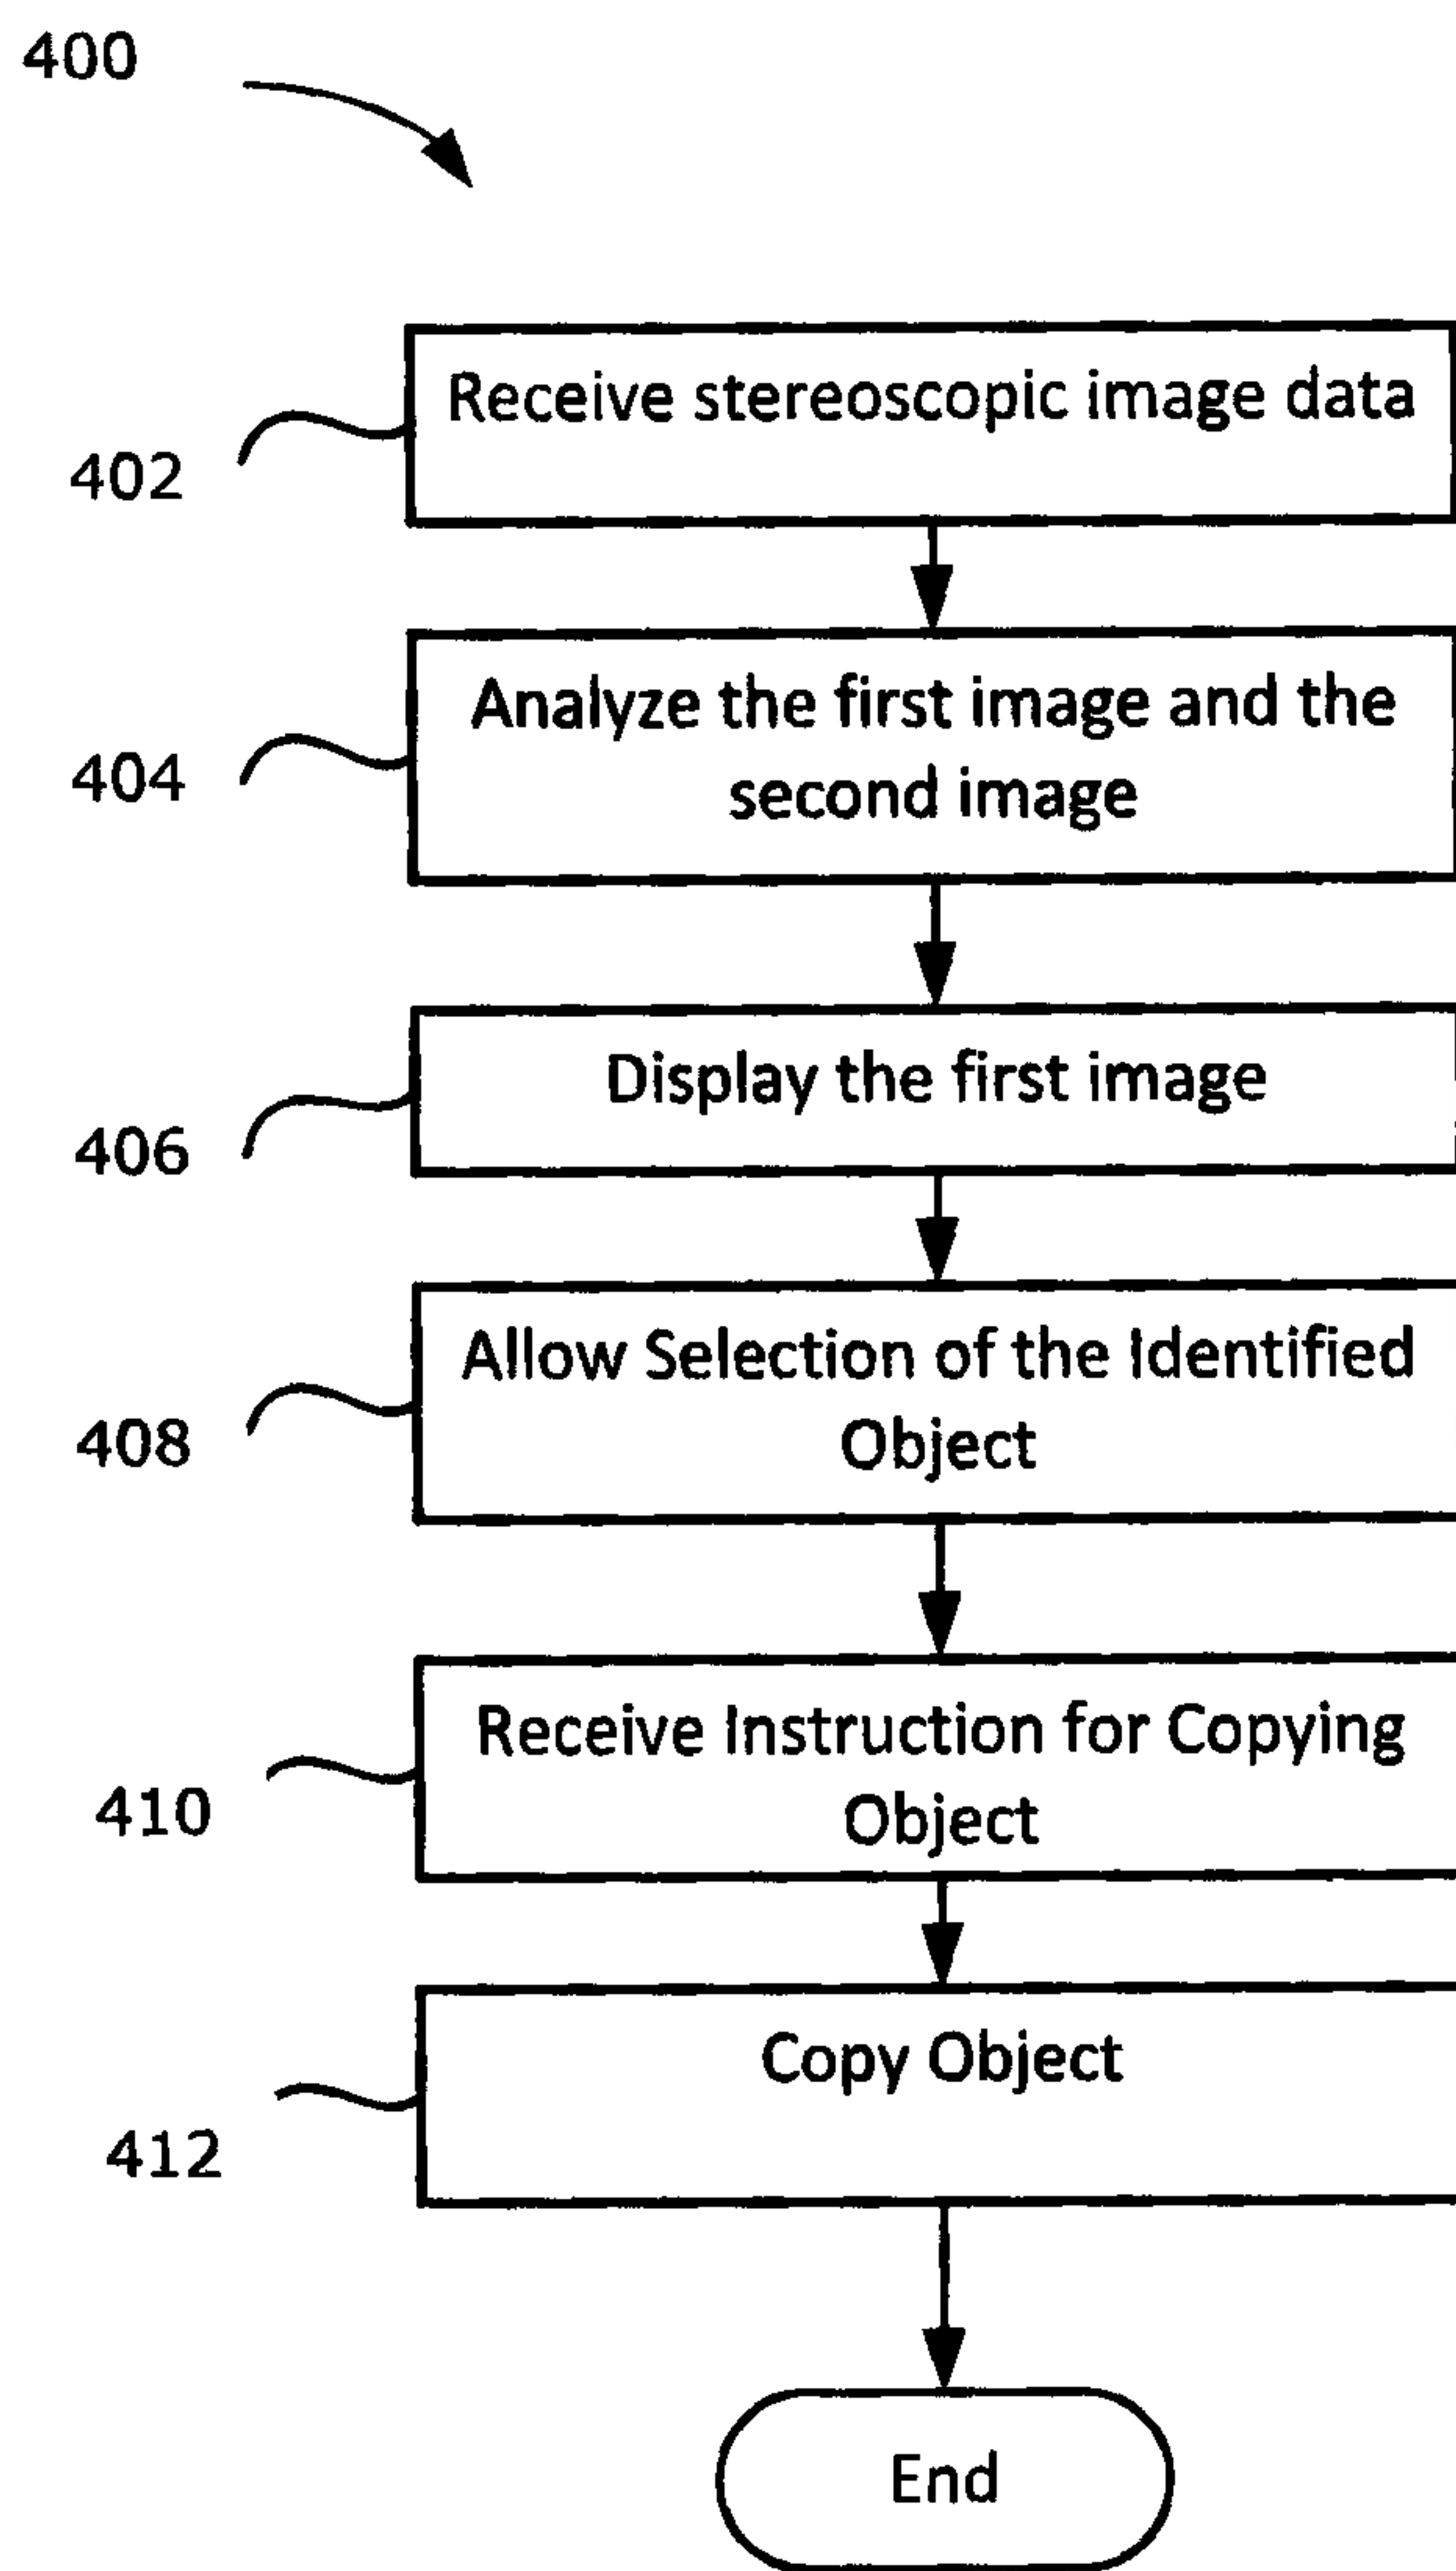 400
402
Receive stereoscopic image data
404
Analyze the first image and the
second image
406
Display the first image
408
Allow Selection of the Identified
Object
410
Receive Instruction for Copying
Object
412
Copy Object
End